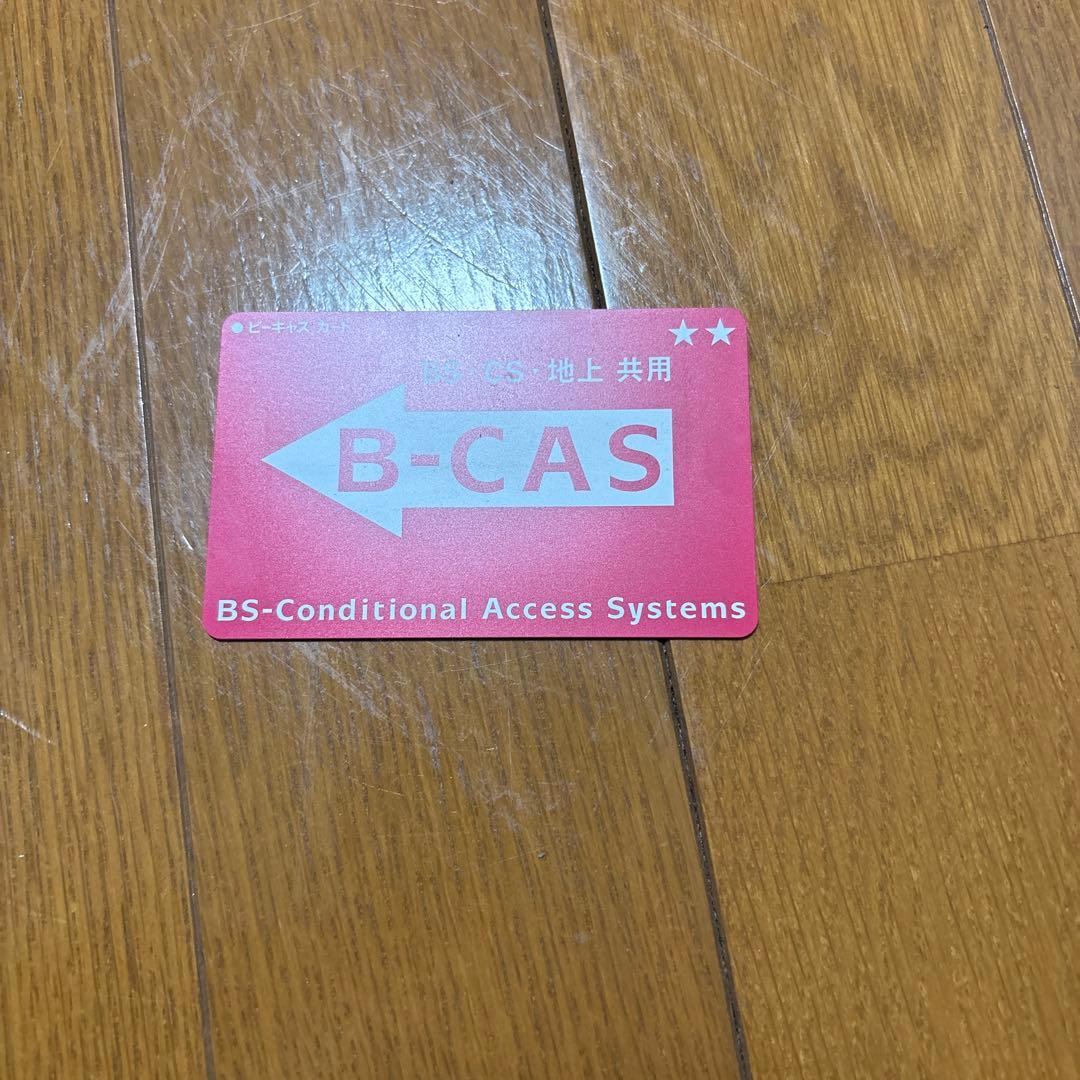 ●ビーキャス カード
★★
BS・CS・地上 共用
B-CAS
BS-Conditional Access Systems